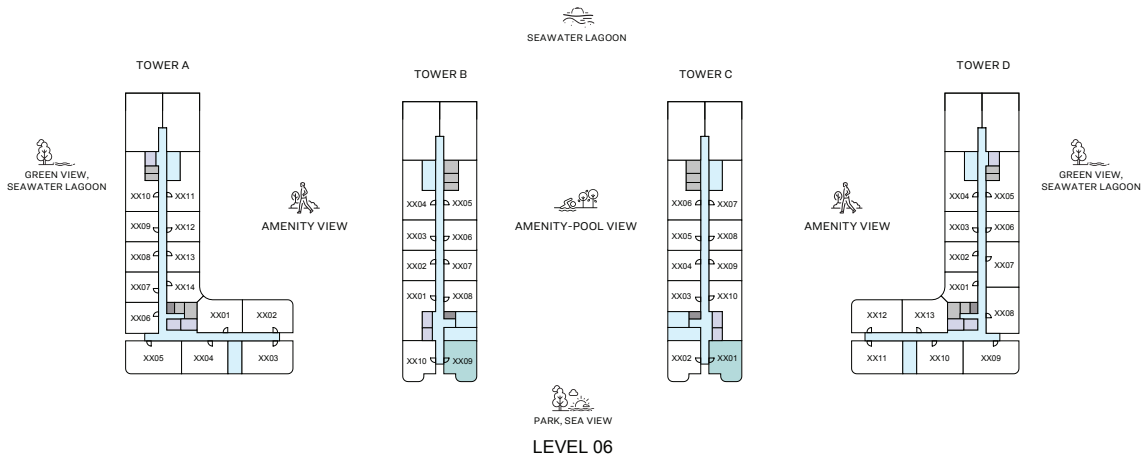 SEAWATER LAGOON
TOWER A
TOWER B
TOWER C
TOWER D
GREEN VIEW,
SEAWATER LAGOON
AMENITY VIEW
AMENITY-POOL VIEW
AMENITY VIEW
GREEN VIEW,
SEAWATER LAGOON
XX10 XX11
XX09 XX12
XX08 XX13
XX07 XX14
XX06 XX01 XX02
XX05 XX04 XX03
XX04 XX05
XX03 XX06
XX02 XX07
XX01 XX08
XX10 XX09
XX06 XX07
XX05 XX08
XX04 XX09
XX03 XX10
XX02 XX01
XX04 XX05
XX03 XX06
XX02 XX07
XX01
XX12 XX13 XX08
XX11 XX10 XX09
PARK, SEA VIEW
LEVEL 06